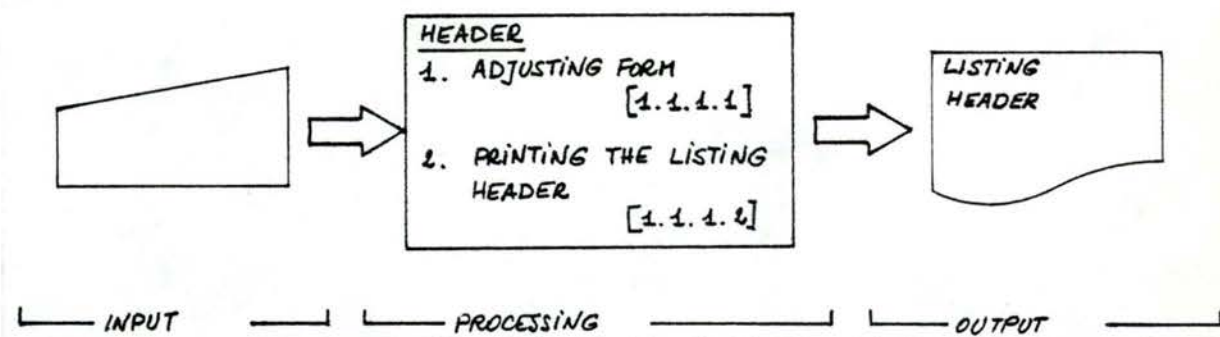 HEADER
1. ADJUSTING FORM
[1.1.1.1]
2. PRINTING THE LISTING
HEADER
[1.1.1.2]
LISTING
HEADER
INPUT
PROCESSING
OUTPUT